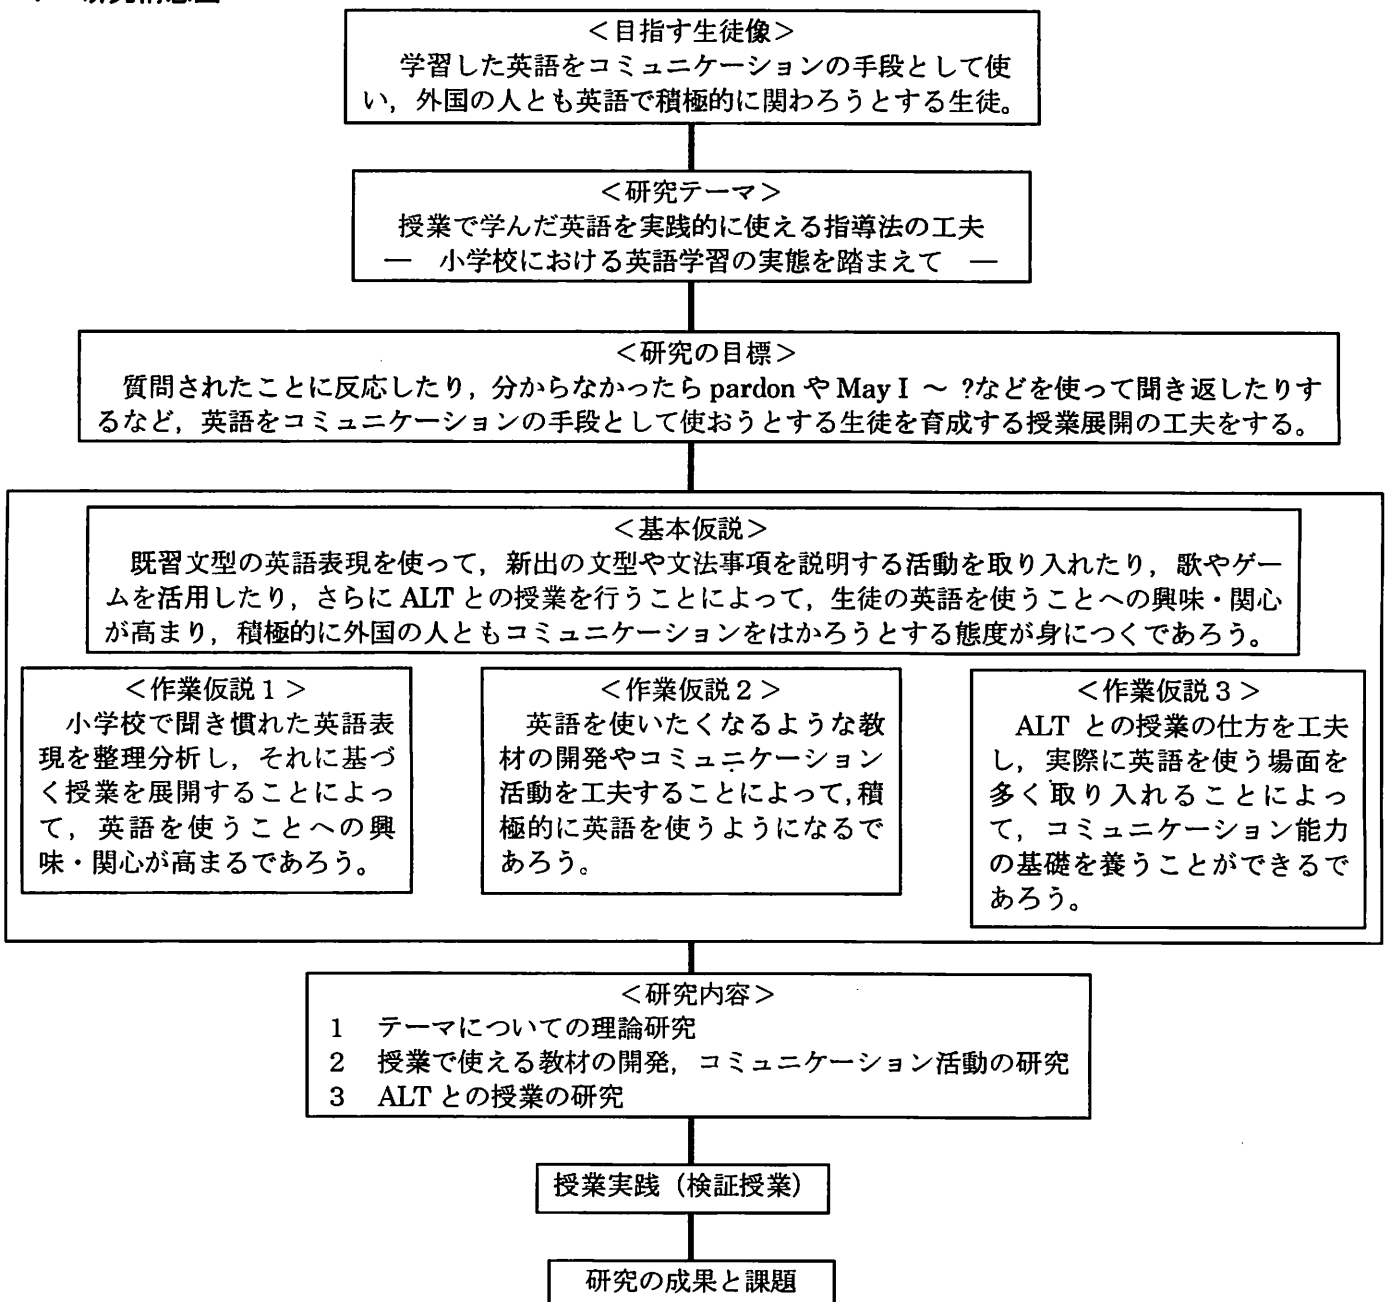 ＜目指す生徒像＞
学習した英語をコミュニケーションの手段として使
い，外国の人とも英語で積極的に関わろうとする生徒。
＜研究テーマ＞
授業で学んだ英語を実践的に使える指導法の工夫
― 小学校における英語学習の実態を踏まえて ―
＜研究の目標＞
質問されたことに反応したり，分からなかったら pardon や May I ～ ?などを使って聞き返したりす
るなど，英語をコミュニケーションの手段として使おうとする生徒を育成する授業展開の工夫をする。
＜基本仮説＞
既習文型の英語表現を使って，新出の文型や文法事項を説明する活動を取り入れたり，歌やゲー
ムを活用したり，さらに ALT との授業を行うことによって，生徒の英語を使うことへの興味・関心
が高まり，積極的に外国の人ともコミュニケーションをはかろうとする態度が身につくであろう。
＜作業仮説1＞
小学校で聞き慣れた英語表
現を整理分析し，それに基づ
く授業を展開することによっ
て，英語を使うことへの興
味・関心が高まるであろう。
＜作業仮説2＞
英語を使いたくなるような教
材の開発やコミュニケーション
活動を工夫することによって，積
極的に英語を使うようになるで
あろう。
＜作業仮説3＞
ALT との授業の仕方を工夫
し，実際に英語を使う場面を
多く取り入れることによっ
て，コミュニケーション能力
の基礎を養うことができるで
あろう。
＜研究内容＞
1 テーマについての理論研究
2 授業で使える教材の開発，コミュニケーション活動の研究
3 ALT との授業の研究
授業実践（検証授業）
研究の成果と課題